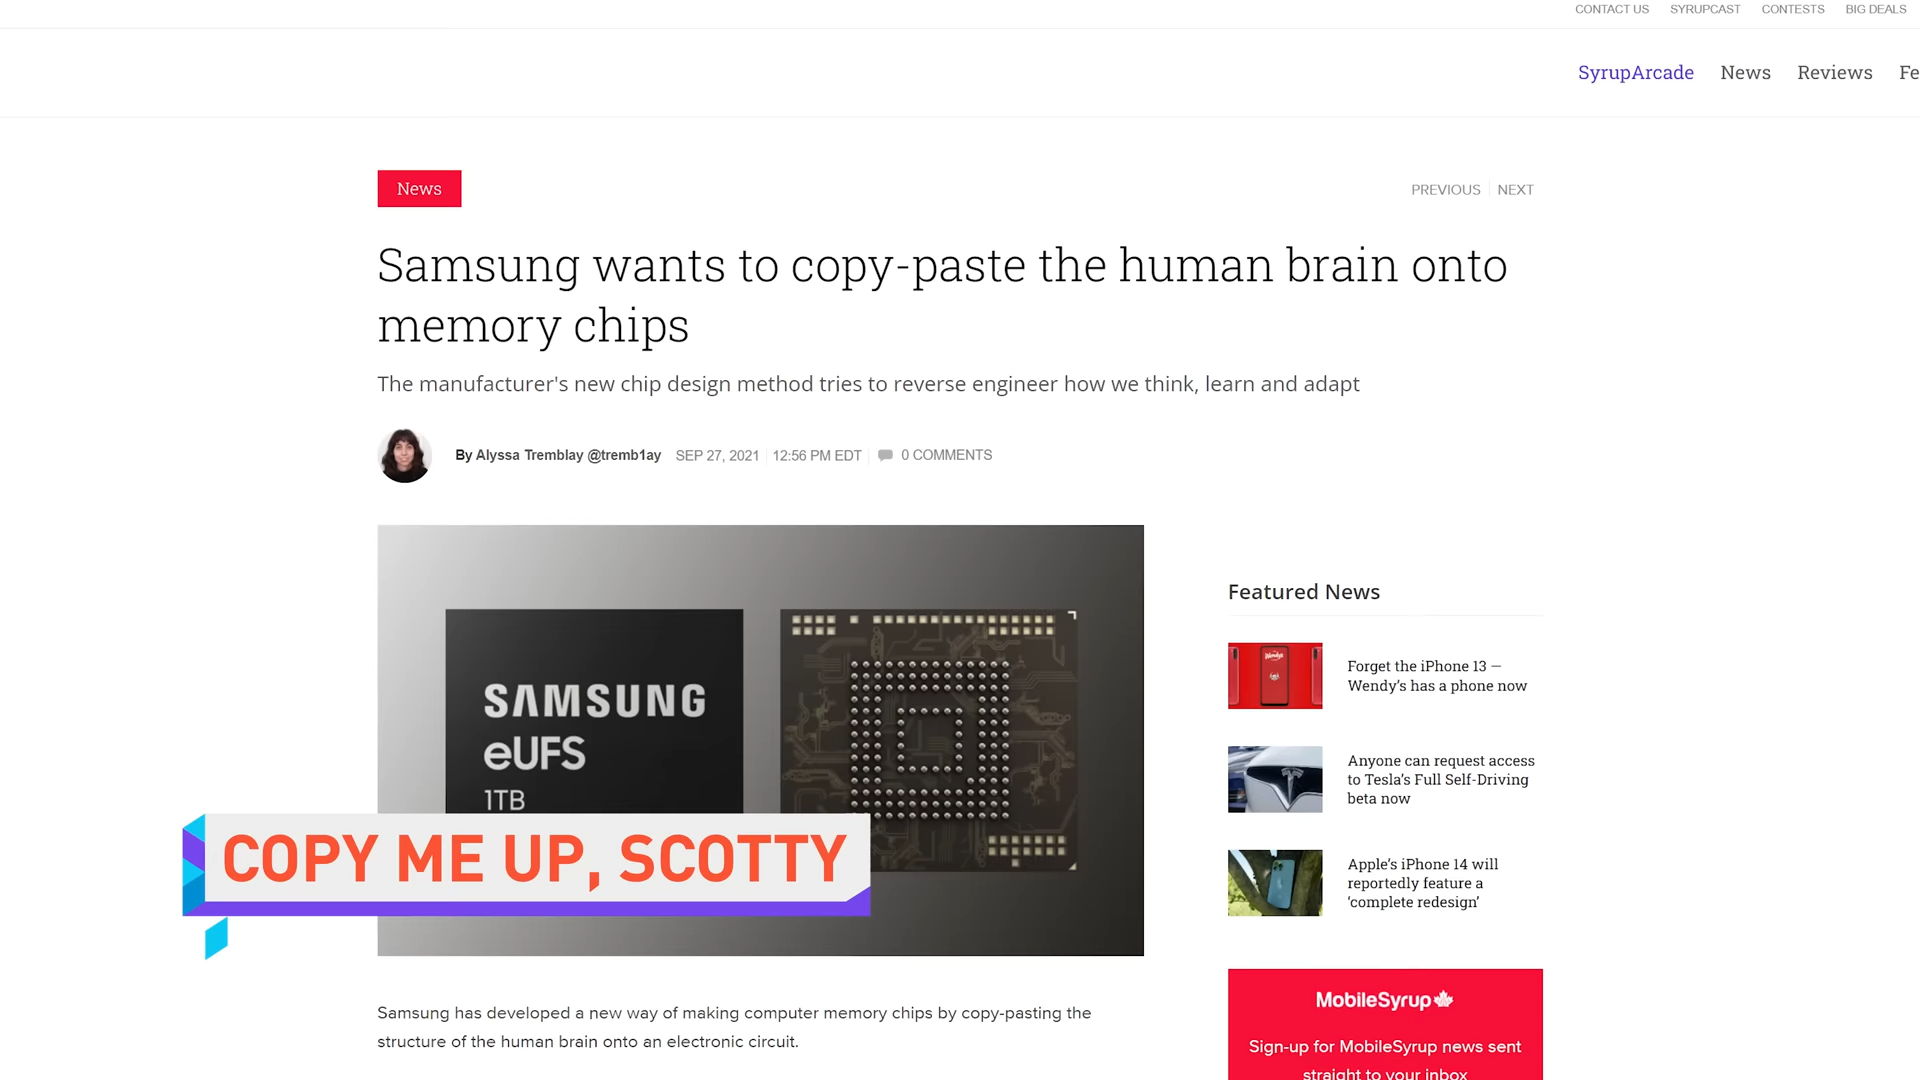 CONTACT US SYRUPCAST CONTESTS BIG DEALS
SyrupArcade News Reviews Fe
News
PREVIOUS NEXT
Samsung wants to copy-paste the human brain onto
memory chips
The manufacturer's new chip design method tries to reverse engineer how we think, learn and adapt
By Alyssa Tremblay @tremb1ay SEP 27, 2021 12:56 PM EDT 0 COMMENTS
SAMSUNG
eUFS
1TB
COPY ME UP, SCOTTY
Samsung has developed a new way of making computer memory chips by copy-pasting the
structure of the human brain onto an electronic circuit.
Featured News
Wendy's
Forget the iPhone 13 —
Wendy’s has a phone now
Anyone can request access
to Tesla’s Full Self-Driving
beta now
Apple’s iPhone 14 will
reportedly feature a
‘complete redesign’
MobileSyrup
Sign-up for MobileSyrup news sent
straight to your inbox